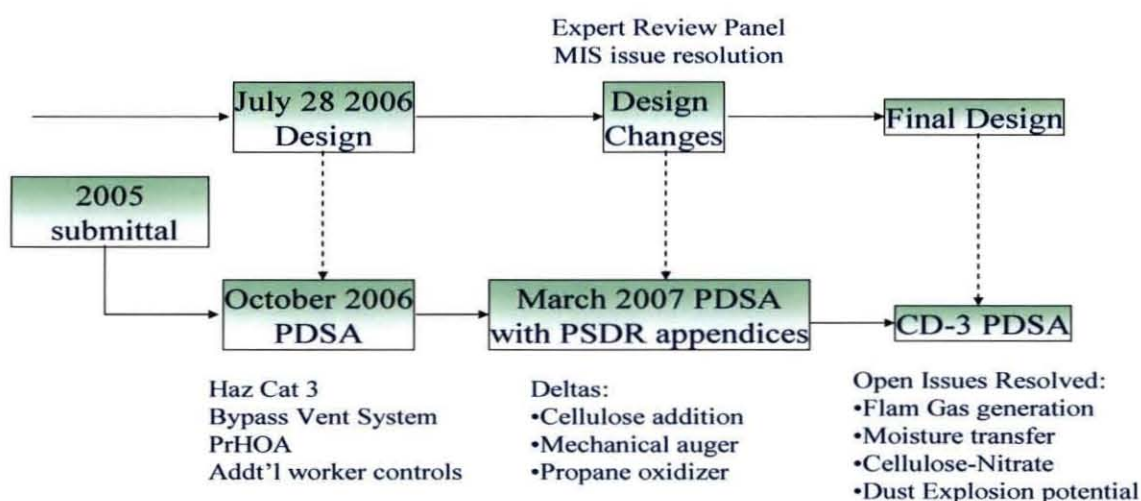 Expert Review Panel
MIS issue resolution
July 28 2006
Design
Design
Changes
Final Design
2005
submittal
October 2006
PDSA
March 2007 PDSA
with PSDR appendices
CD-3 PDSA
Haz Cat 3
Bypass Vent System
PrHOA
Addt'l worker controls
Deltas:
•Cellulose addition
•Mechanical auger
•Propane oxidizer
Open Issues Resolved:
•Flam Gas generation
•Moisture transfer
•Cellulose-Nitrate
•Dust Explosion potential